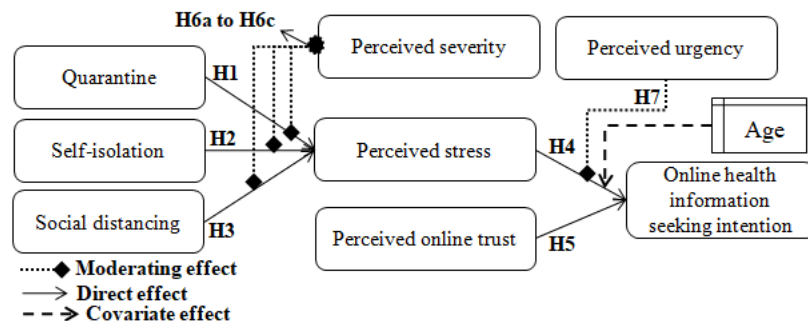 H6a to H6c
Perceived severity
Perceived urgency
Quarantine
H1
H7
Age
Self-isolation
H2
Perceived stress
H4
Online health
information
seeking intention
Social distancing
H3
Perceived online trust
H5
Moderating effect
Direct effect
Covariate effect